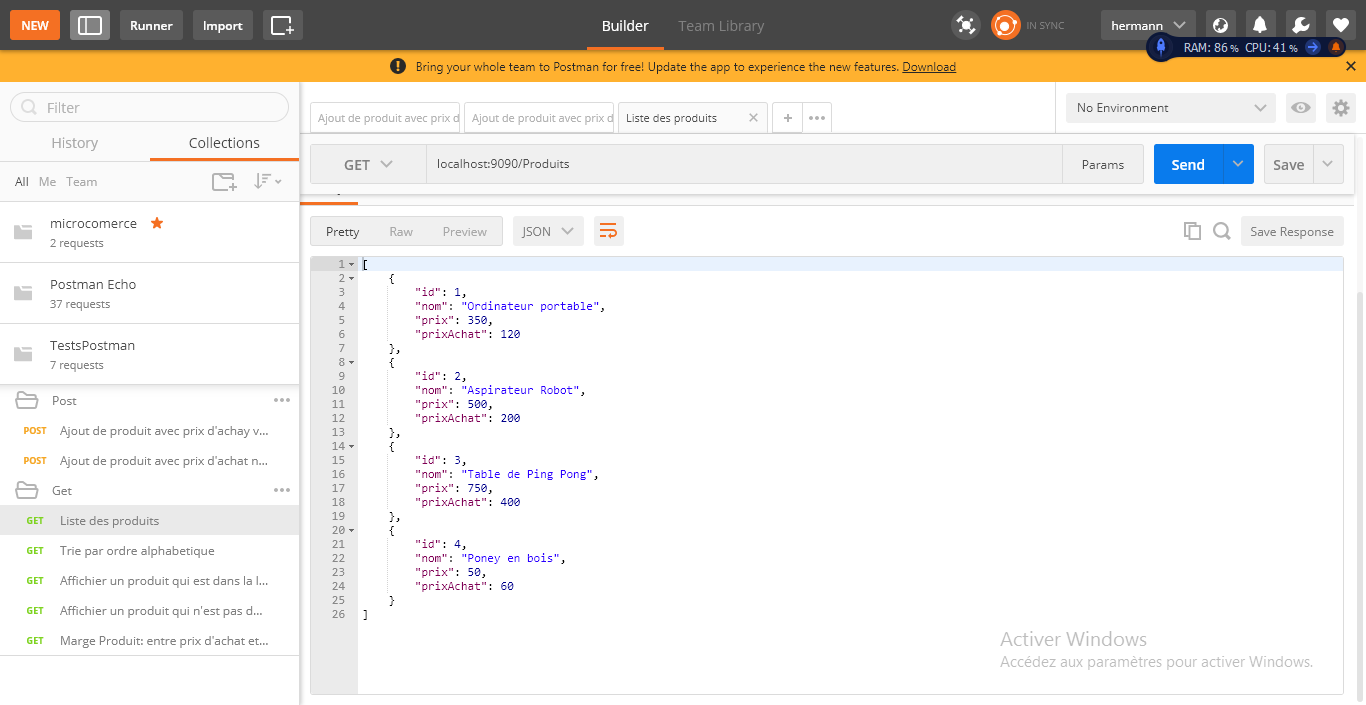 NEW
Runner
Import
Builder
Team Library
IN SYNC
hermann
RAM: 86 % CPU: 41 %
Bring your whole team to Postman for free! Update the app to experience the new features. Download
Filter
History
Collections
All Me Team
microcomerce
2 requests
Postman Echo
37 requests
TestsPostman
7 requests
Post
POST Ajout de produit avec prix d'achay v...
POST Ajout de produit avec prix d'achat n...
Get
GET Liste des produits
GET Trie par ordre alphabetique
GET Affichier un produit qui est dans la l...
GET Affichier un produit qui n'est pas d...
GET Marge Produit: entre prix d'achat et...
Ajout de produit avec prix d
Ajout de produit avec prix d
Liste des produits
No Environment
GET
localhost:9090/Produits
Params
Send
Save
Pretty
Raw
Preview
JSON
Save Response
1 [
2 {
3 "id": 1,
4 "nom": "Ordinateur portable",
5 "prix": 350,
6 "prixAchat": 120
7 },
8 {
9 "id": 2,
10 "nom": "Aspirateur Robot",
11 "prix": 500,
12 "prixAchat": 200
13 },
14 {
15 "id": 3,
16 "nom": "Table de Ping Pong",
17 "prix": 750,
18 "prixAchat": 400
19 },
20 {
21 "id": 4,
22 "nom": "Poney en bois",
23 "prix": 50,
24 "prixAchat": 60
25 }
26 ]
Activer Windows
Accédez aux paramètres pour activer Windows.